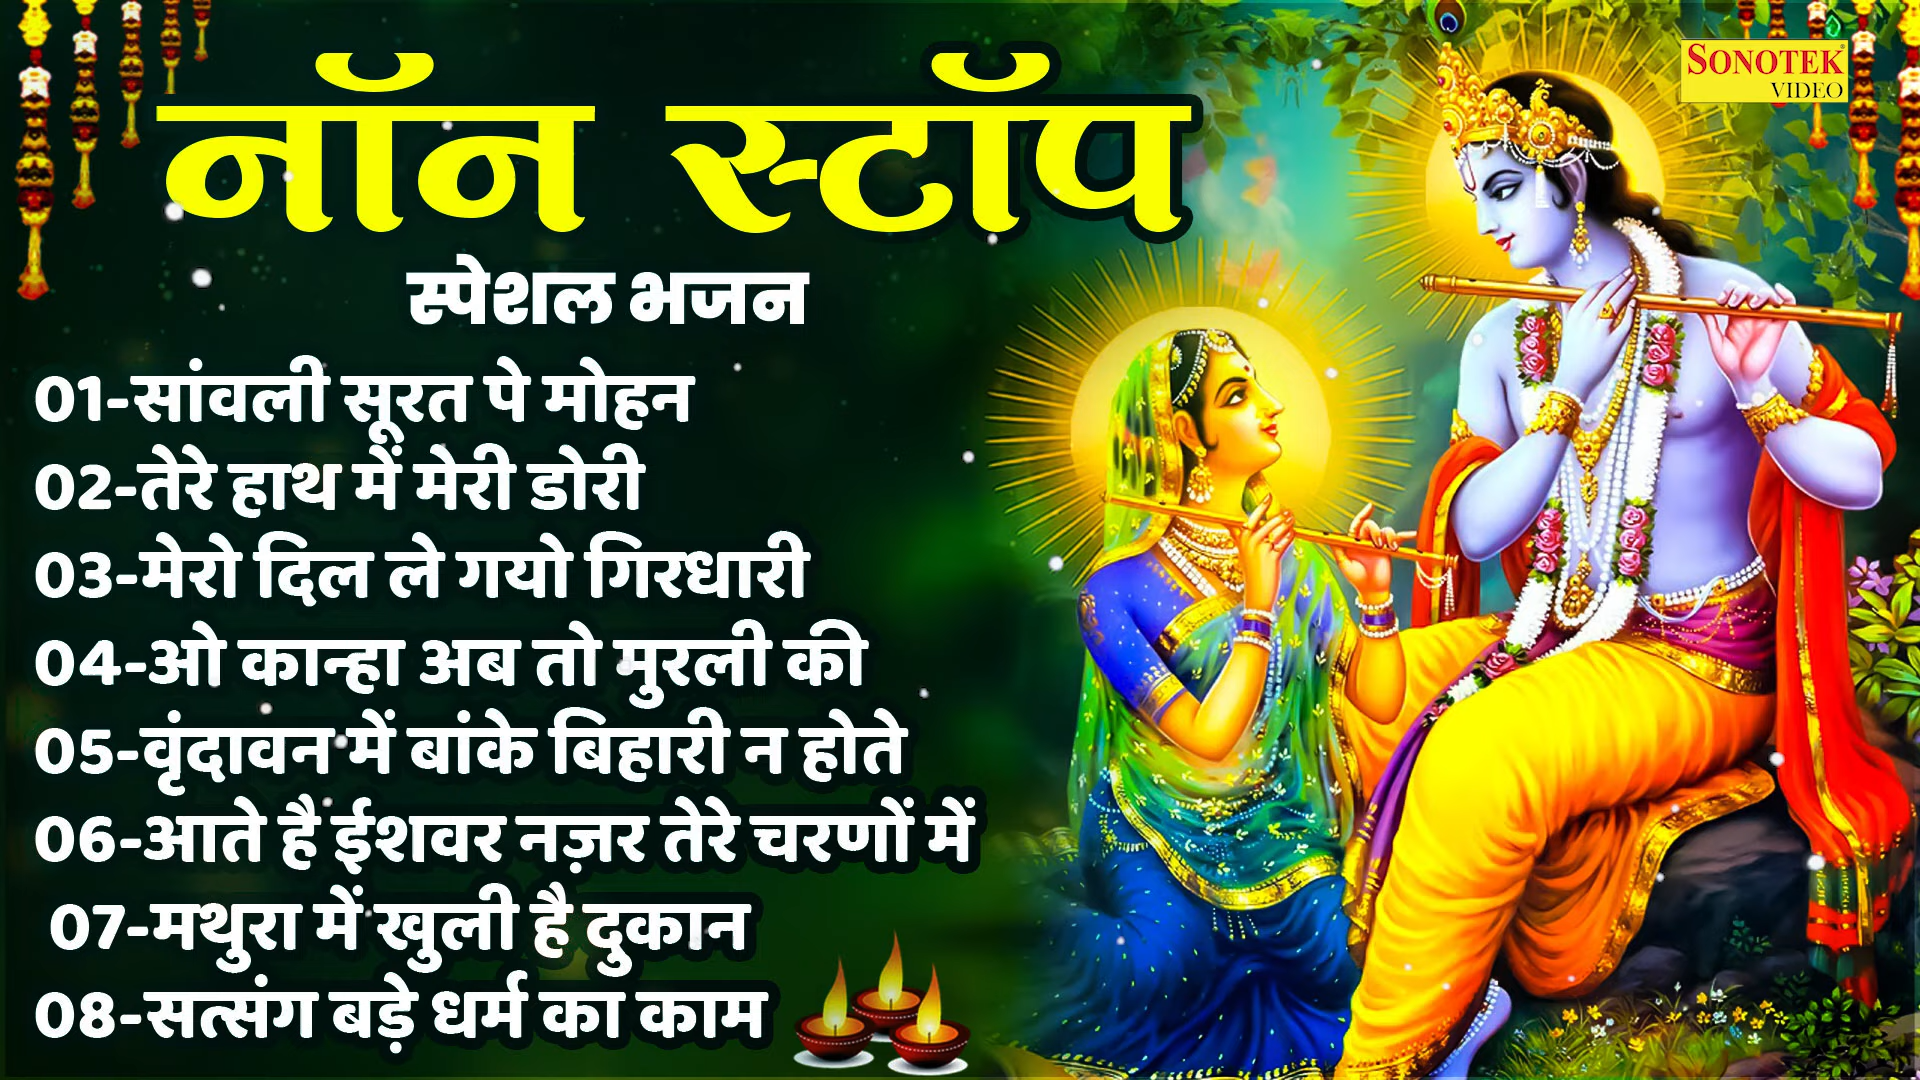 नॉन स्टॉप
SONOTEK
VIDEO
स्पेशल भजन
01-सांवली सूरत पे मोहन
02-तेरे हाथ में मेरी डोरी
03-मेरो दिल ले गयो गिरधारी
04-ओ कान्हा अब तो मुरली की
05-वृंदावन में बांके बिहारी न होते
06-आते है ईशवर नज़र तेरे चरणों में
07-मथुरा में खुली है दुकान
08-सत्संग बड़े धर्म का काम